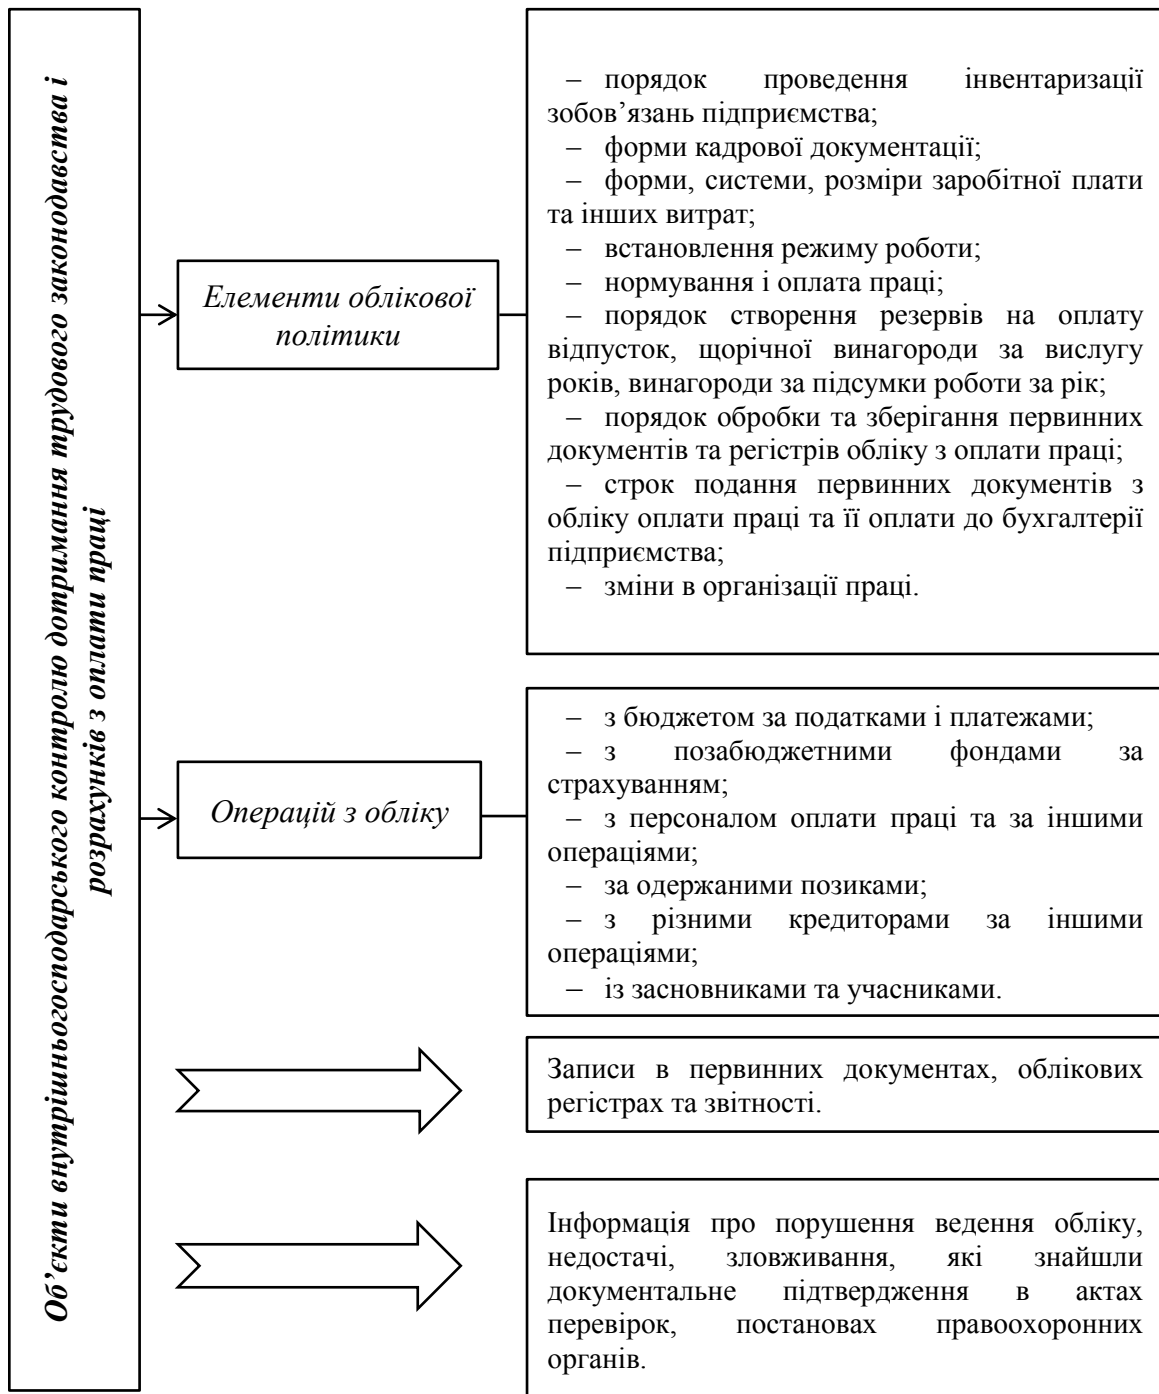 Об’єкти внутрішньогосподарського контролю дотримання трудового законодавства і
розрахунків з оплати праці
Елементи облікової
політики
– порядок проведення інвентаризації
зобов’язань підприємства;
– форми кадрової документації;
– форми, системи, розміри заробітної плати
та інших витрат;
– встановлення режиму роботи;
– нормування і оплата праці;
– порядок створення резервів на оплату
відпусток, щорічної винагороди за вислугу
років, винагороди за підсумки роботи за рік;
– порядок обробки та зберігання первинних
документів та регістрів обліку з оплати праці;
– строк подання первинних документів з
обліку оплати праці та її оплати до бухгалтерії
підприємства;
– зміни в організації праці.
Операцій з обліку
– з бюджетом за податками і платежами;
– з позабюджетними фондами за
страхуванням;
– з персоналом оплати праці та за іншими
операціями;
– за одержаними позиками;
– з різними кредиторами за іншими
операціями;
– із засновниками та учасниками.
Записи в первинних документах, облікових
регістрах та звітності.
Інформація про порушення ведення обліку,
недостачі, зловживання, які знайшли
документальне підтвердження в актах
перевірок, постановах правоохоронних
органів.